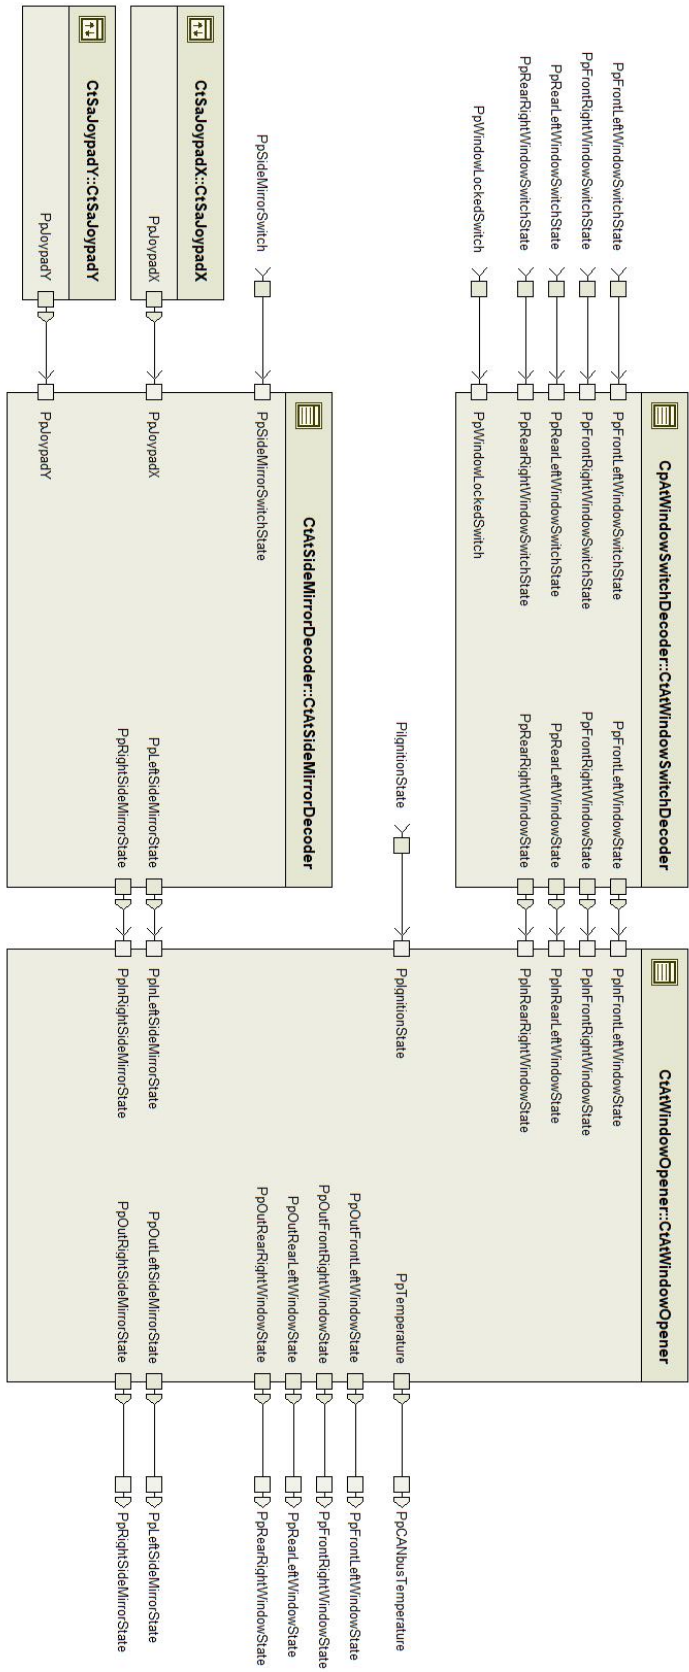 CpAtWindowSwitchDecoder::CtAtWindowSwitchDecoder
CtAtWindowOpener::CtAtWindowOpener
PpFrontLeftWindowSwitchState
PpFrontLeftWindowSwitchState
PpFrontLeftWindowState
PpInFrontLeftWindowState
PpFrontRightWindowSwitchState
PpFrontRightWindowSwitchState
PpFrontRightWindowState
PpInFrontRightWindowState
PpRearLeftWindowSwitchState
PpRearLeftWindowSwitchState
PpRearLeftWindowState
PpInRearLeftWindowState
PpRearRightWindowSwitchState
PpRearRightWindowSwitchState
PpRearRightWindowState
PpInRearRightWindowState
PpWindowLockedSwitch
PpWindowLockedSwitch
PiIgnitionState
PpIgnitionState
PpTemperature
PpCANbusTemperature
PpOutFrontLeftWindowState
PpFrontLeftWindowState
PpOutFrontRightWindowState
PpFrontRightWindowState
CtAtSideMirrorDecoder::CtAtSideMirrorDecoder
PpOutRearLeftWindowState
PpRearLeftWindowState
PpSideMirrorSwitch
PpSideMirrorSwitchState
PpOutRearRightWindowState
PpRearRightWindowState
CtSaJoypadX::CtSaJoypadX
PpJoypadX
PpJoypadX
PpLeftSideMirrorState
PpInLeftSideMirrorState
PpOutLeftSideMirrorState
PpLeftSideMirrorState
PpRightSideMirrorState
PpInRightSideMirrorState
PpOutRightSideMirrorState
PpRightSideMirrorState
CtSaJoypadY::CtSaJoypadY
PpJoypadY
PpJoypadY